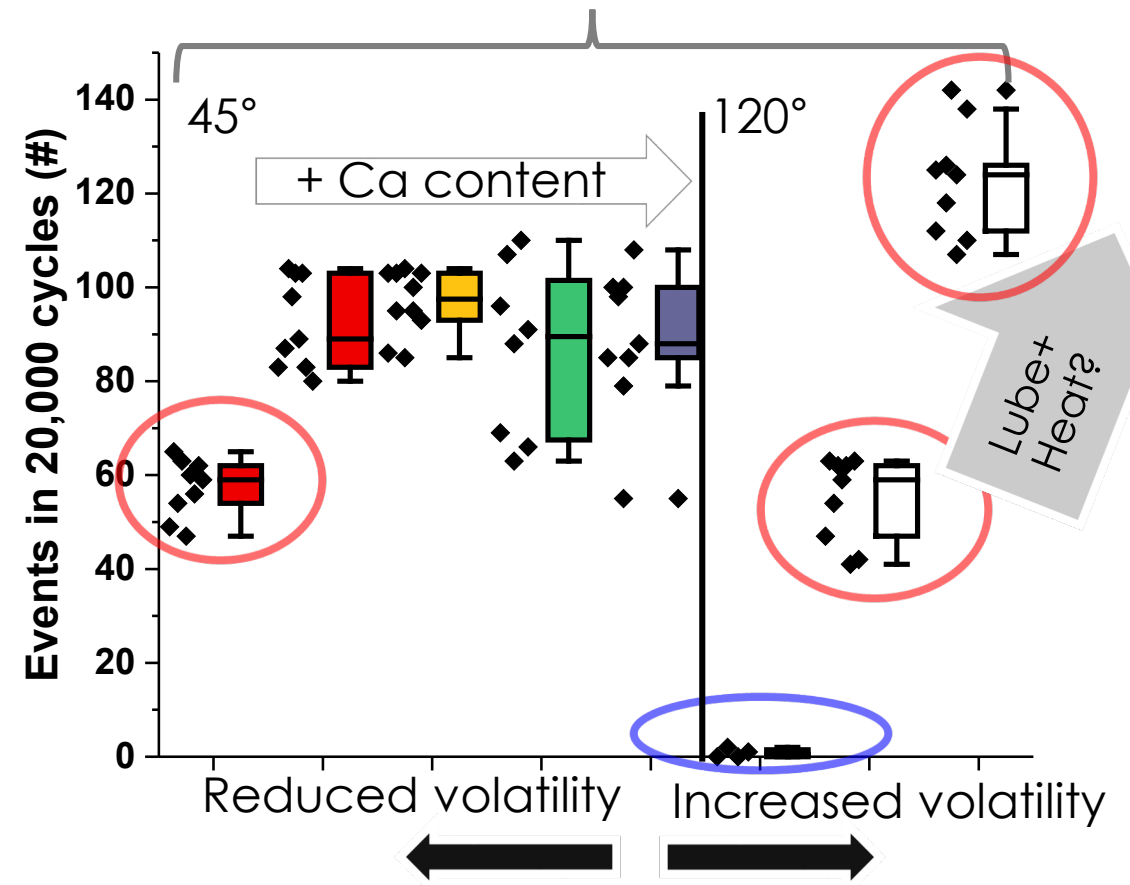 Events in 20,000 cycles (#)
140
120
100
80
60
40
20
0
45°
120°
+ Ca content
Lube+
Heat?
Reduced volatility
Increased volatility